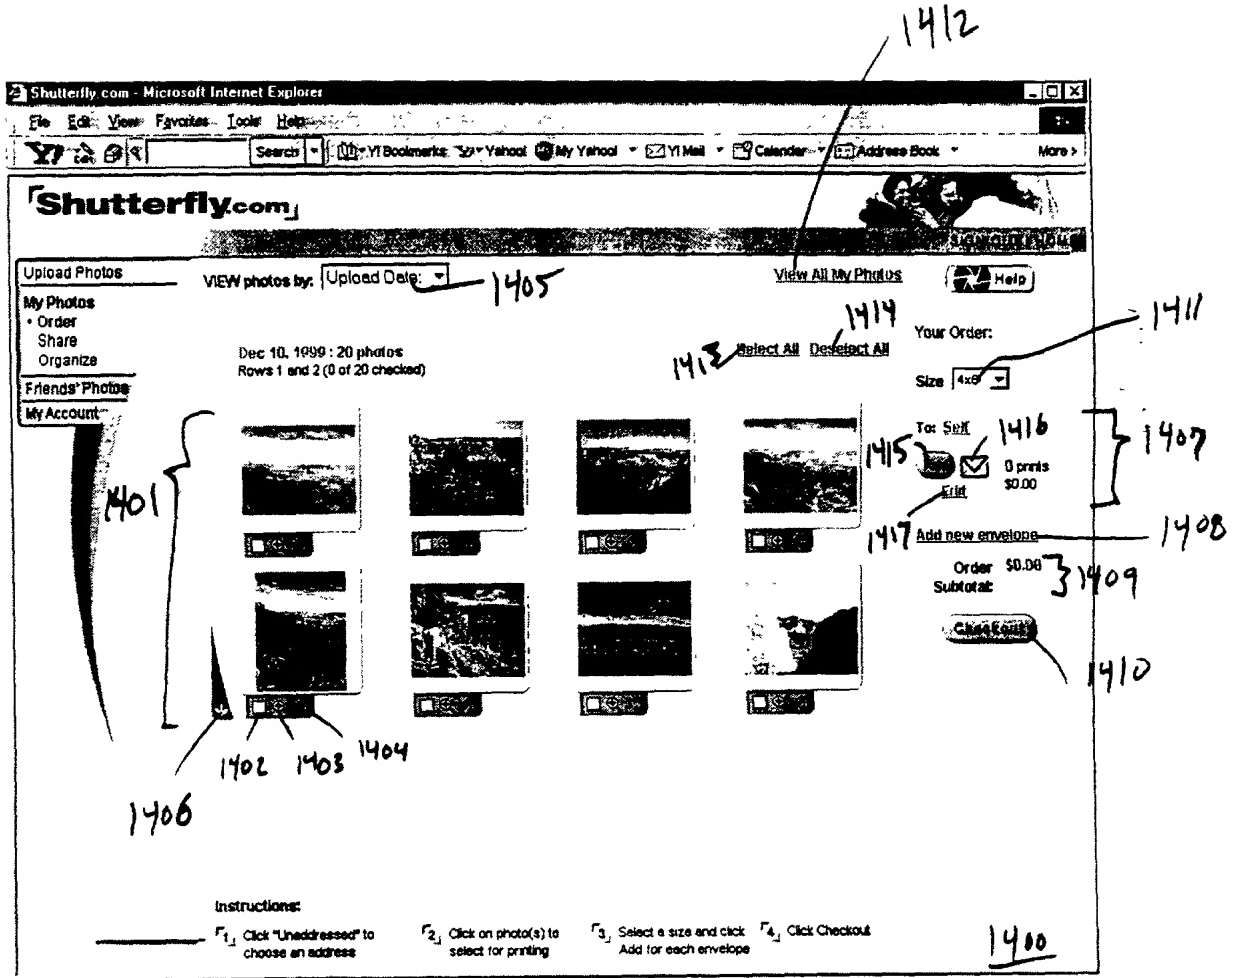 1412
Shutterfly.com - Microsoft Internet Explorer
File Edit View Favorites Tools Help
Y! Search Y! Bookmarks Yahoo! My Yahoo! Y! Mail Calendar Address Book More >
Shutterfly.com
Upload Photos
VIEW photos by: Upload Date: 1405
View All My Photos
Help
My Photos
• Order
Share
Organize
Friends' Photos
My Account
Dec 10, 1999 : 20 photos
Rows 1 and 2 (0 of 20 checked)
1413 Select All Deselect All 1414
Your Order:
Size 4x6 1411
To: Self 1416
1415 0 prints
$0.00 1407
1417 Edit
Add new envelope 1408
Order Subtotal: $0.00 1409
Checkout
1410
1401
1402 1403 1404
1406
Instructions:
1 Click "Unaddressed" to choose an address
2 Click on photo(s) to select for printing
3 Select a size and click Add for each envelope
4 Click Checkout
1400